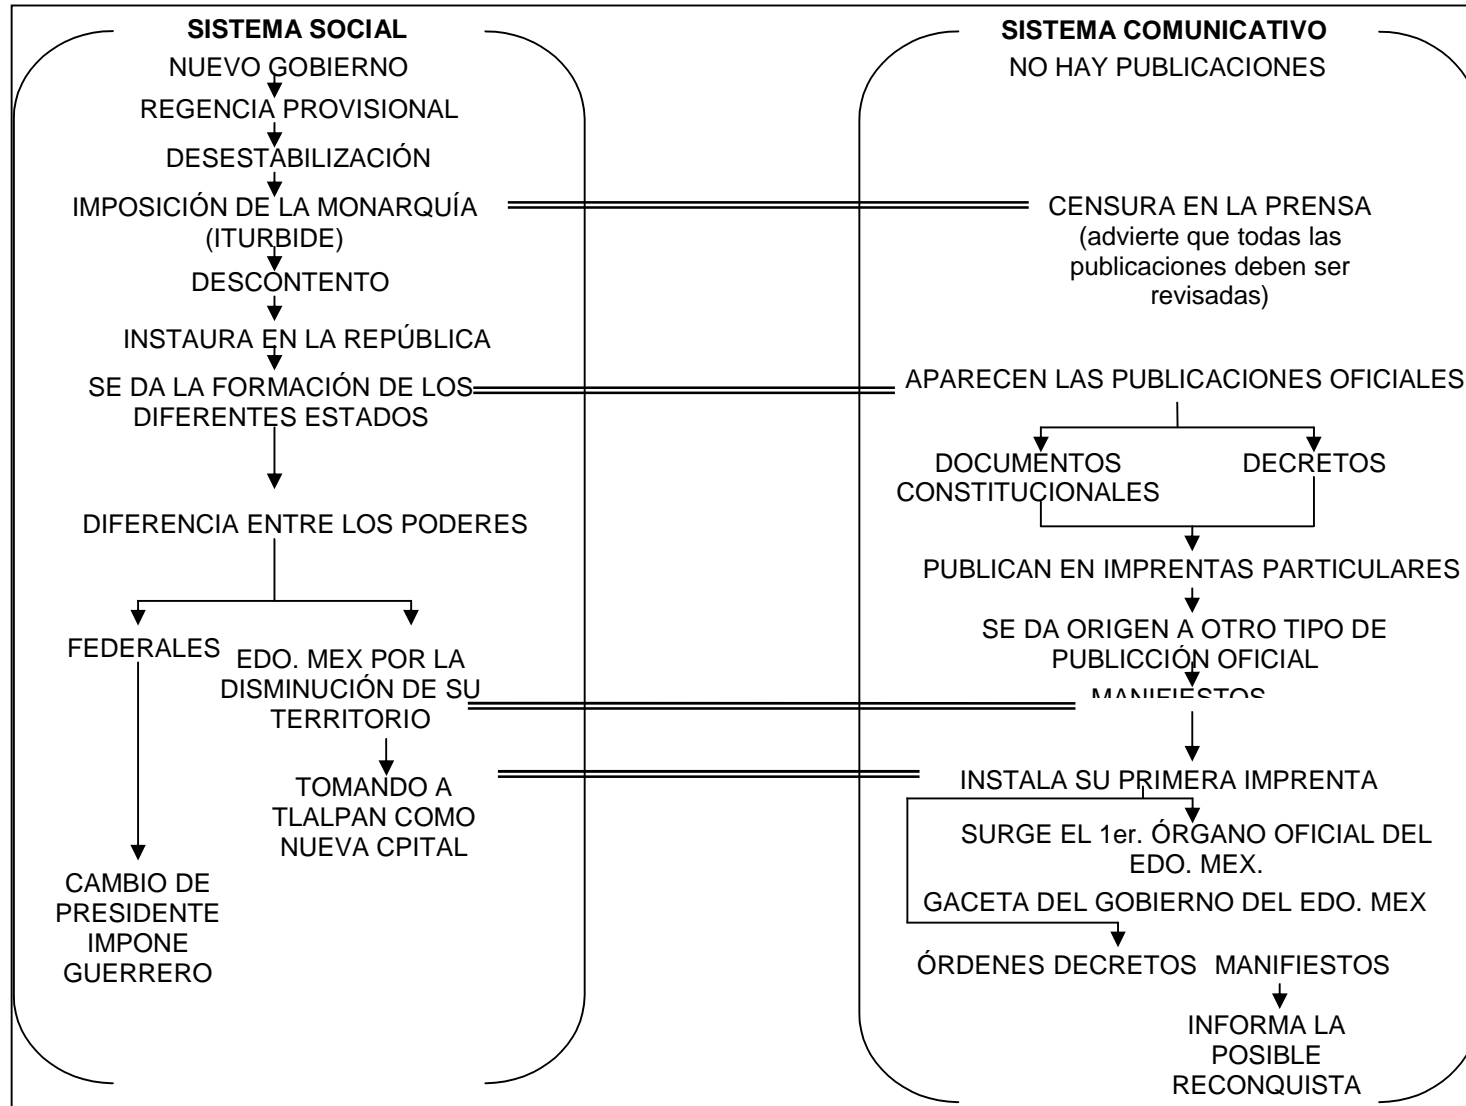 SISTEMA SOCIAL
NUEVO GOBIERNO
REGENCIA PROVISIONAL
DESESTABILIZACIÓN
IMPOSICIÓN DE LA MONARQUÍA
(ITURBIDE)
DESCONTENTO
INSTAURA EN LA REPÚBLICA
SE DA LA FORMACIÓN DE LOS
DIFERENTES ESTADOS
DIFERENCIA ENTRE LOS PODERES
FEDERALES
CAMBIO DE
PRESIDENTE
IMPONE
GUERRERO
EDO. MEX POR LA
DISMINUCIÓN DE SU
TERRITORIO
TOMANDO A
TLALPAN COMO
NUEVA CPITAL
SISTEMA COMUNICATIVO
NO HAY PUBLICACIONES
CENSURA EN LA PRENSA
(advierte que todas las
publicaciones deben ser
revisadas)
APARECEN LAS PUBLICACIONES OFICIALES
DOCUMENTOS
CONSTITUCIONALES
DECRETOS
PUBLICAN EN IMPRENTAS PARTICULARES
SE DA ORIGEN A OTRO TIPO DE
PUBLICCIÓN OFICIAL
MANIFIESTOS
INSTALA SU PRIMERA IMPRENTA
SURGE EL 1er. ÓRGANO OFICIAL DEL
EDO. MEX.
GACETA DEL GOBIERNO DEL EDO. MEX
ÓRDENES DECRETOS MANIFIESTOS
INFORMA LA
POSIBLE
RECONQUISTA